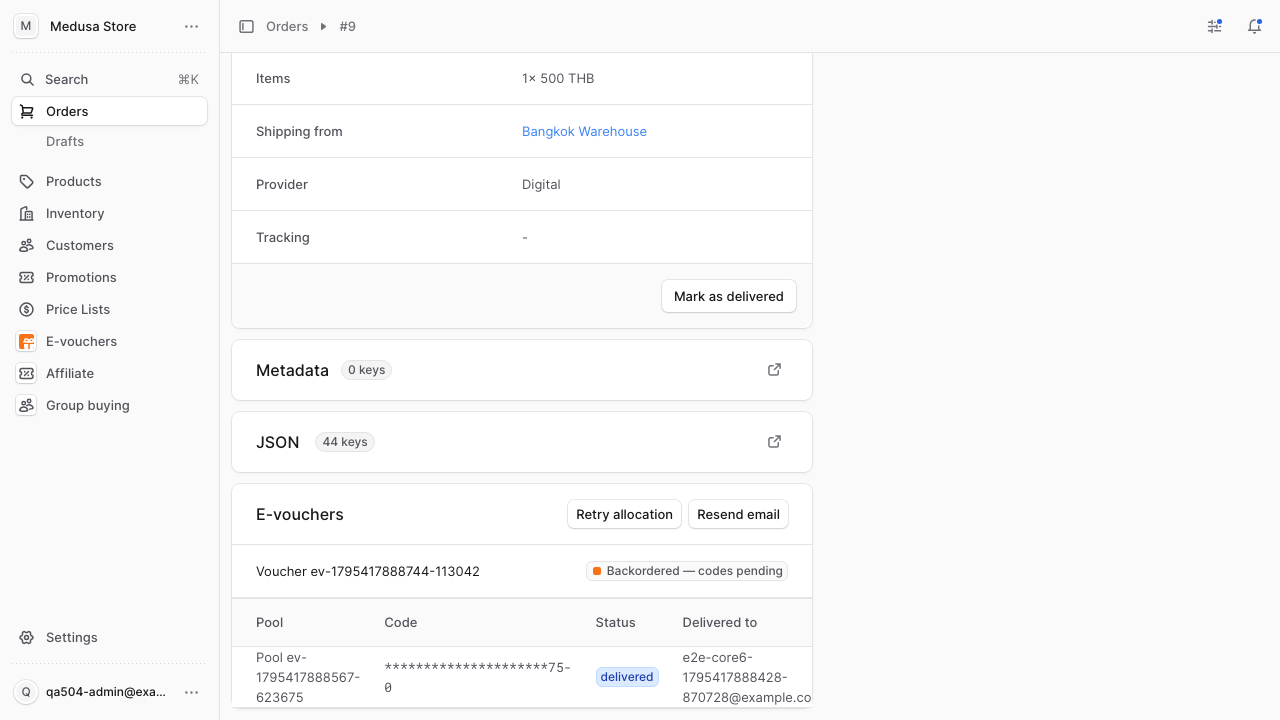 M
Medusa Store
Orders
#9
Search
⌘K
Orders
Drafts
Products
Inventory
Customers
Promotions
Price Lists
E-vouchers
Affiliate
Group buying
Settings
Q
qa504-admin@exa...
Items
1× 500 THB
Shipping from
Bangkok Warehouse
Provider
Digital
Tracking
-
Mark as delivered
Metadata
0 keys
JSON
44 keys
E-vouchers
Retry allocation
Resend email
Voucher ev-1795417888744-113042
Backordered — codes pending
Pool
Code
Status
Delivered to
Pool ev-
1795417888567-
623675
*********************75-
0
delivered
e2e-core6-
1795417888428-
870728@example.co